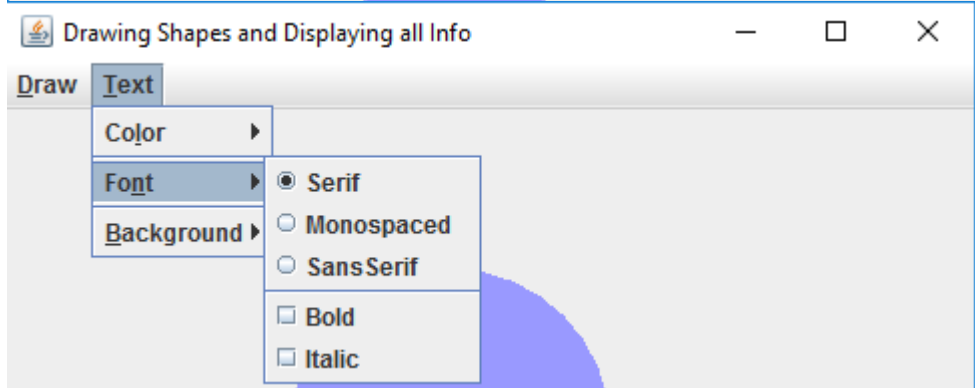 Drawing Shapes and Displaying all Info
Draw Text
Color
Font
Background
Serif
Monospaced
SansSerif
Bold
Italic